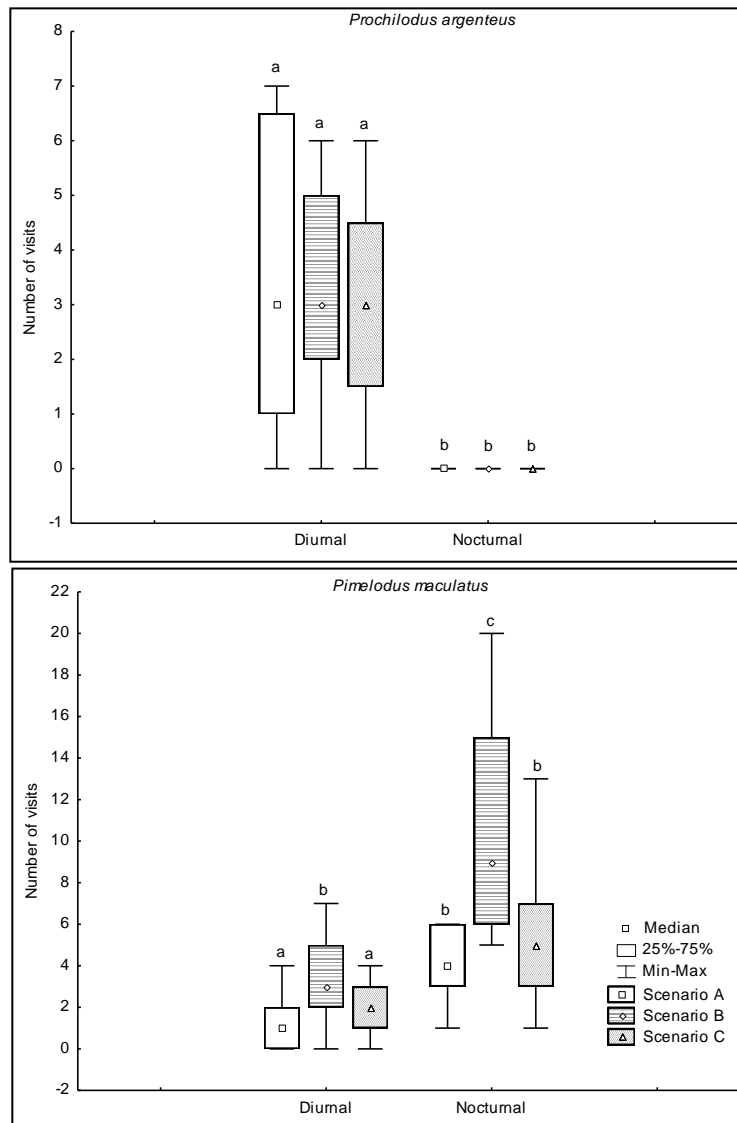 Prochilodus argenteus
8
7
6
5
4
3
2
1
0
-1
Number of visits
a
a
a
b
b
b
Diurnal
Nocturnal
Pimelodus maculatus
22
20
18
16
14
12
10
8
6
4
2
0
-2
Number of visits
a
b
a
b
c
b
Median
25%-75%
Min-Max
Scenario A
Scenario B
Scenario C
Diurnal
Nocturnal